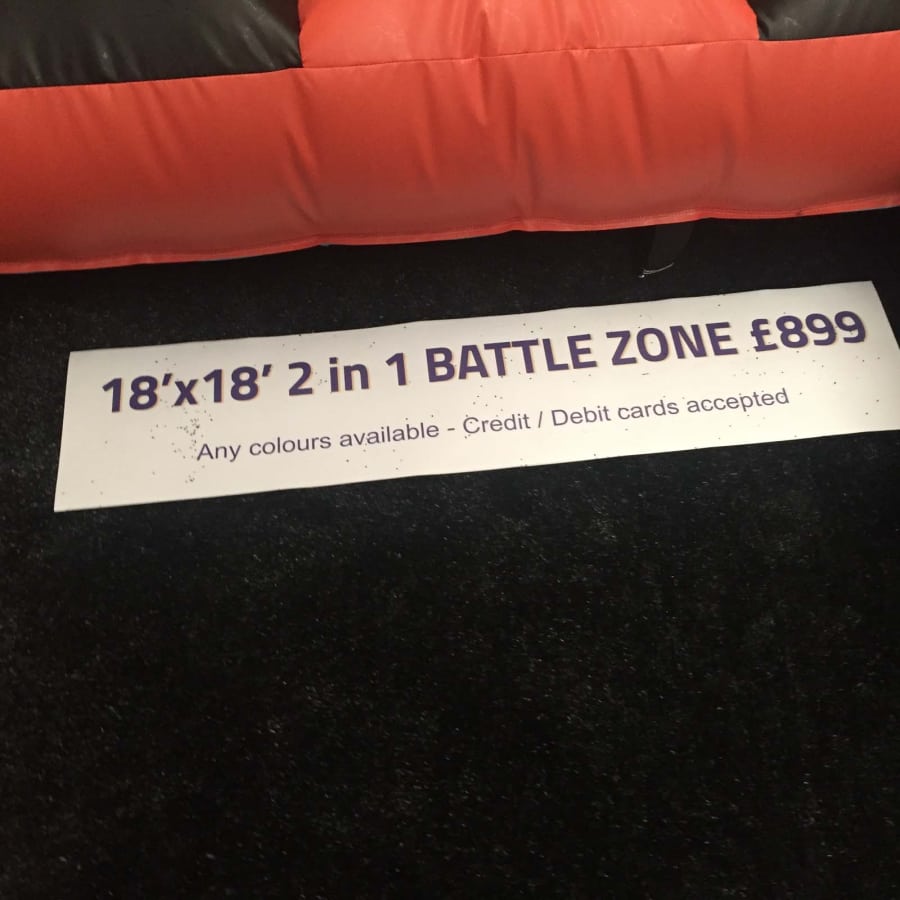 18'x18' 2 in 1 BATTLE ZONE £899
Any colours available - Credit / Debit cards accepted